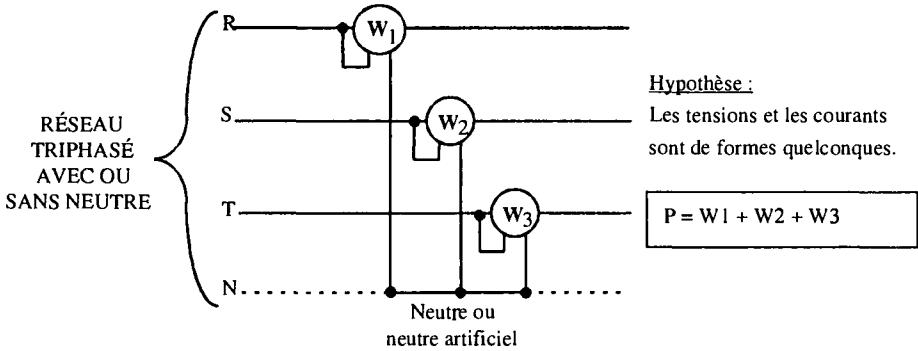 R
W1
S
W2
T
W3
N
RÉSEAU
TRIPHASÉ
AVEC OU
SANS NEUTRE
Neutre ou
neutre artificiel
Hypothèse :
Les tensions et les courants
sont de formes quelconques.
P = W1 + W2 + W3